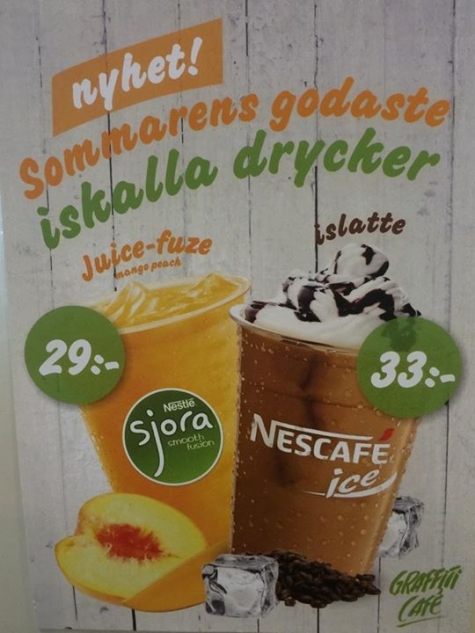 nyhet!
Sommarens godaste
iskalla drycker
islatte
Juice-fuze
mango peach
29:-
33:-
Nestlé
sjora
smooth
fusion
NESCAFÉ
ice
GRAFFITI
CAFÉ